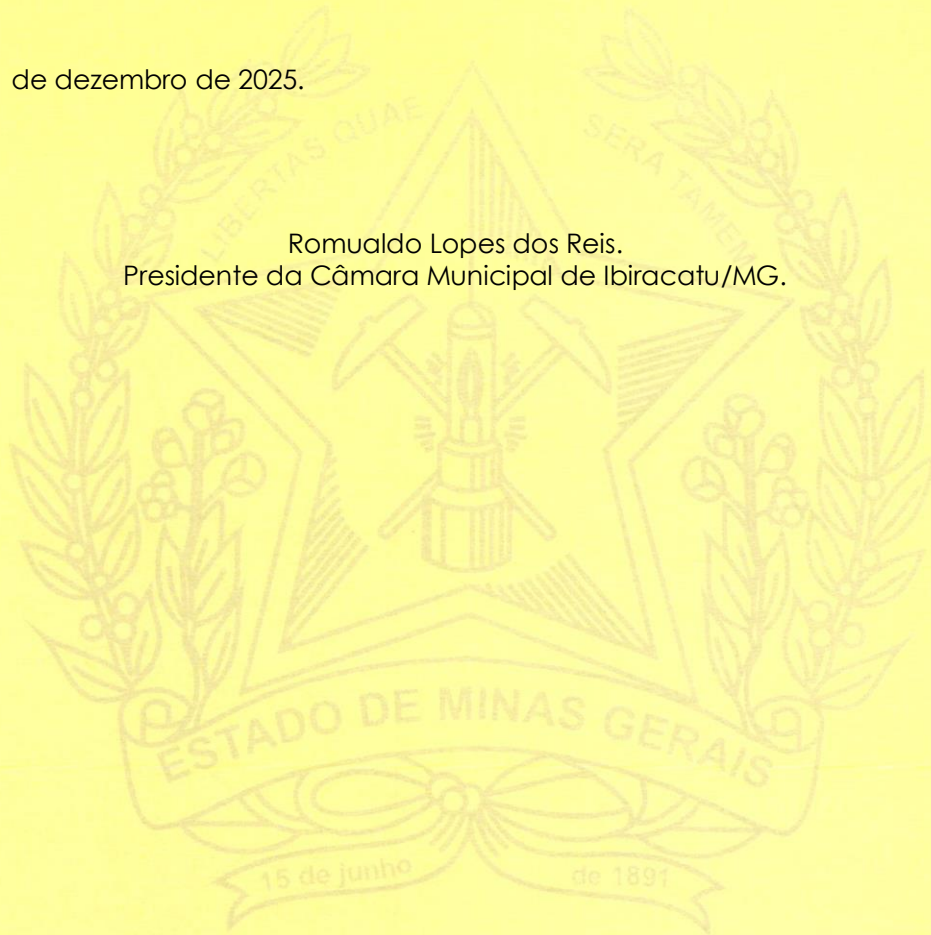 de dezembro de 2025.
Romualdo Lopes dos Reis.
Presidente da Câmara Municipal de Ibiracatu/MG.
LIBERTAS QUAE SERA TAMEN
ESTADO DE MINAS GERAIS
15 de junho de 1891